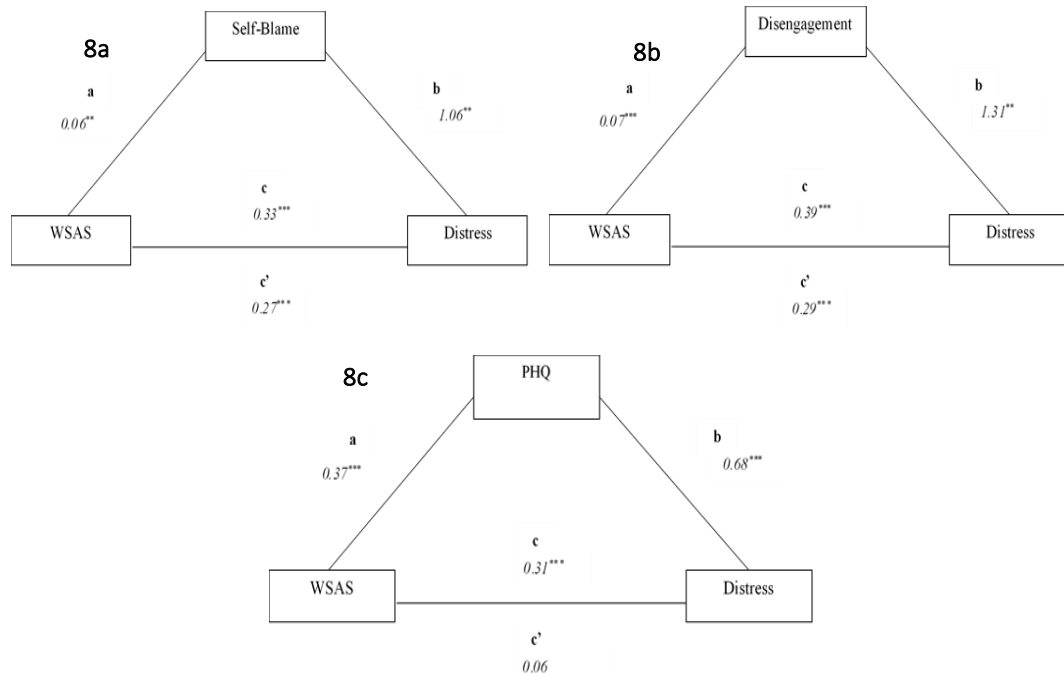 8a
Self-Blame
a
0.06**
b
1.06**
c
0.33***
WSAS
Distress
c’
0.27***
8b
Disengagement
a
0.07***
b
1.31**
c
0.39***
WSAS
Distress
c’
0.29***
8c
PHQ
a
0.37***
b
0.68***
c
0.31***
WSAS
Distress
c’
0.06